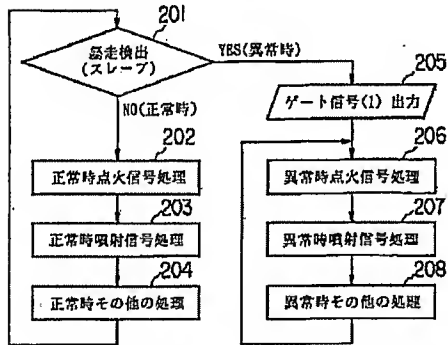 201
暴走検出
(スレーブ)
YES(異常時)
205
ゲート信号(1) 出力
NO(正常時)
202
正常時点火信号処理
203
正常時噴射信号処理
204
正常時その他の処理
206
異常時点火信号処理
207
異常時噴射信号処理
208
異常時その他の処理